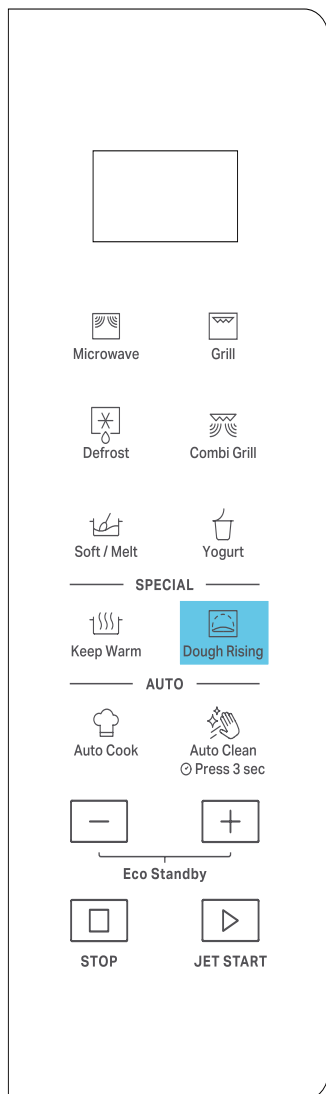 Microwave Grill
Defrost Combi Grill
Soft / Melt Yogurt
SPECIAL
Keep Warm Dough Rising
AUTO
Auto Cook Auto Clean
Press 3 sec
Eco Standby
STOP JET START